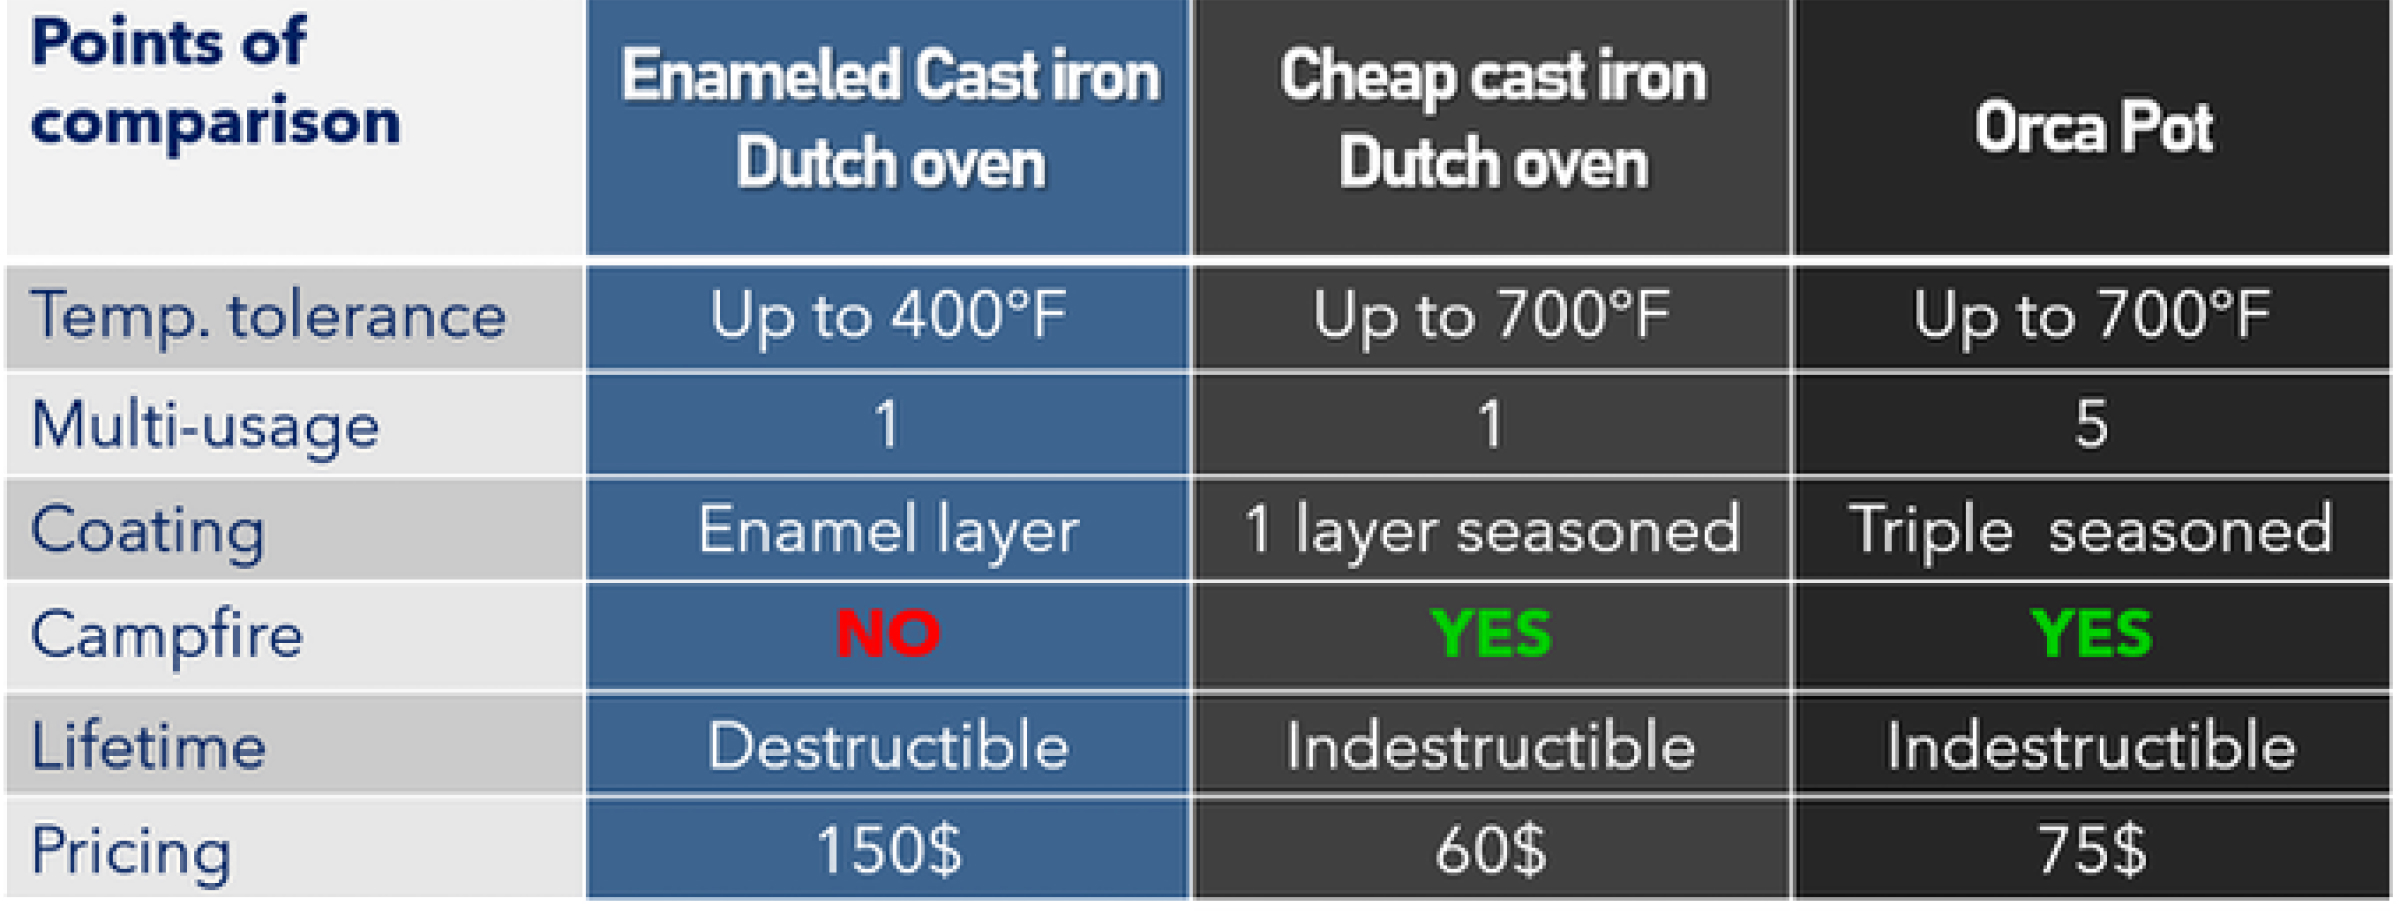 Points of
comparison
Enameled Cast iron
Dutch oven
Cheap cast iron
Dutch oven
Orca Pot
Temp. tolerance
Up to 400°F
Up to 700°F
Up to 700°F
Multi-usage
1
1
5
Coating
Enamel layer
1 layer seasoned
Triple seasoned
Campfire
NO
YES
YES
Lifetime
Destructible
Indestructible
Indestructible
Pricing
150$
60$
75$